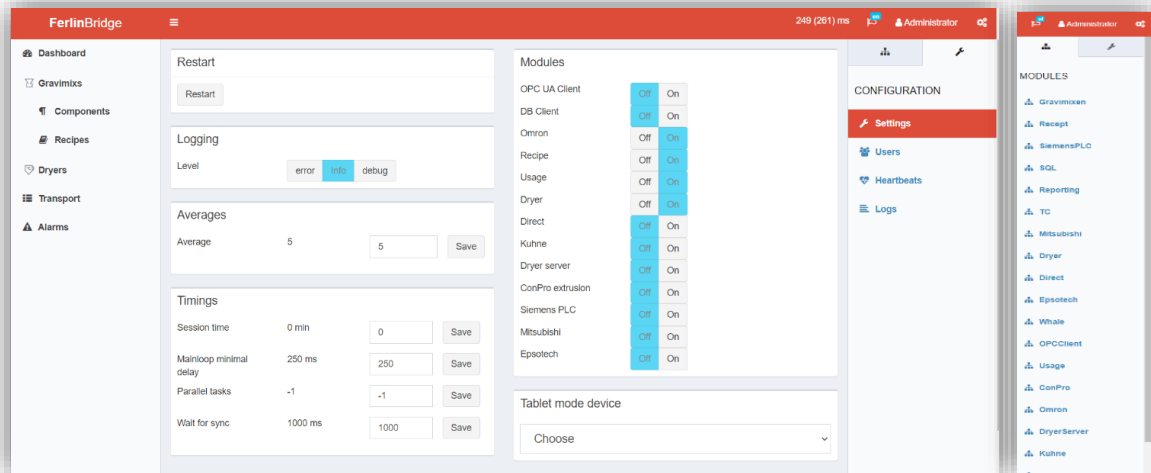 FerlinBridge
249 (261) ms
on
Administrator
Dashboard
Gravimixs
Components
Recipes
Dryers
Transport
Alarms
Restart
Restart
Logging
Level
error
Info
debug
Averages
Average
5
5
Save
Timings
Session time
0 min
0
Save
Mainloop minimal
delay
250 ms
250
Save
Parallel tasks
-1
-1
Save
Wait for sync
1000 ms
1000
Save
Modules
OPC UA Client
Off On
DB Client
Off On
Omron
Off On
Recipe
Off On
Usage
Off On
Dryer
Off On
Direct
Off On
Kuhne
Off On
Dryer server
Off On
ConPro extrusion
Off On
Siemens PLC
Off On
Mitsubishi
Off On
Epsotech
Off On
Tablet mode device
Choose
CONFIGURATION
Settings
Users
Heartbeats
Logs
Administrator
MODULES
Gravimixen
Recept
SiemensPLC
SQL
Reporting
TC
Mitsubishi
Dryer
Direct
Epsotech
Whale
OPCClient
Usage
ConPro
Omron
DryerServer
Kuhne